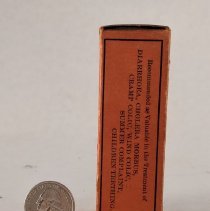 Recommended as Valuable in the Treatment of
DIARRHOEA, CHOLERA MORBUS,
CRAMP COLIC, WIND COLIC,
SUMMER COMPLAINT,
CHILDREN TEETHING